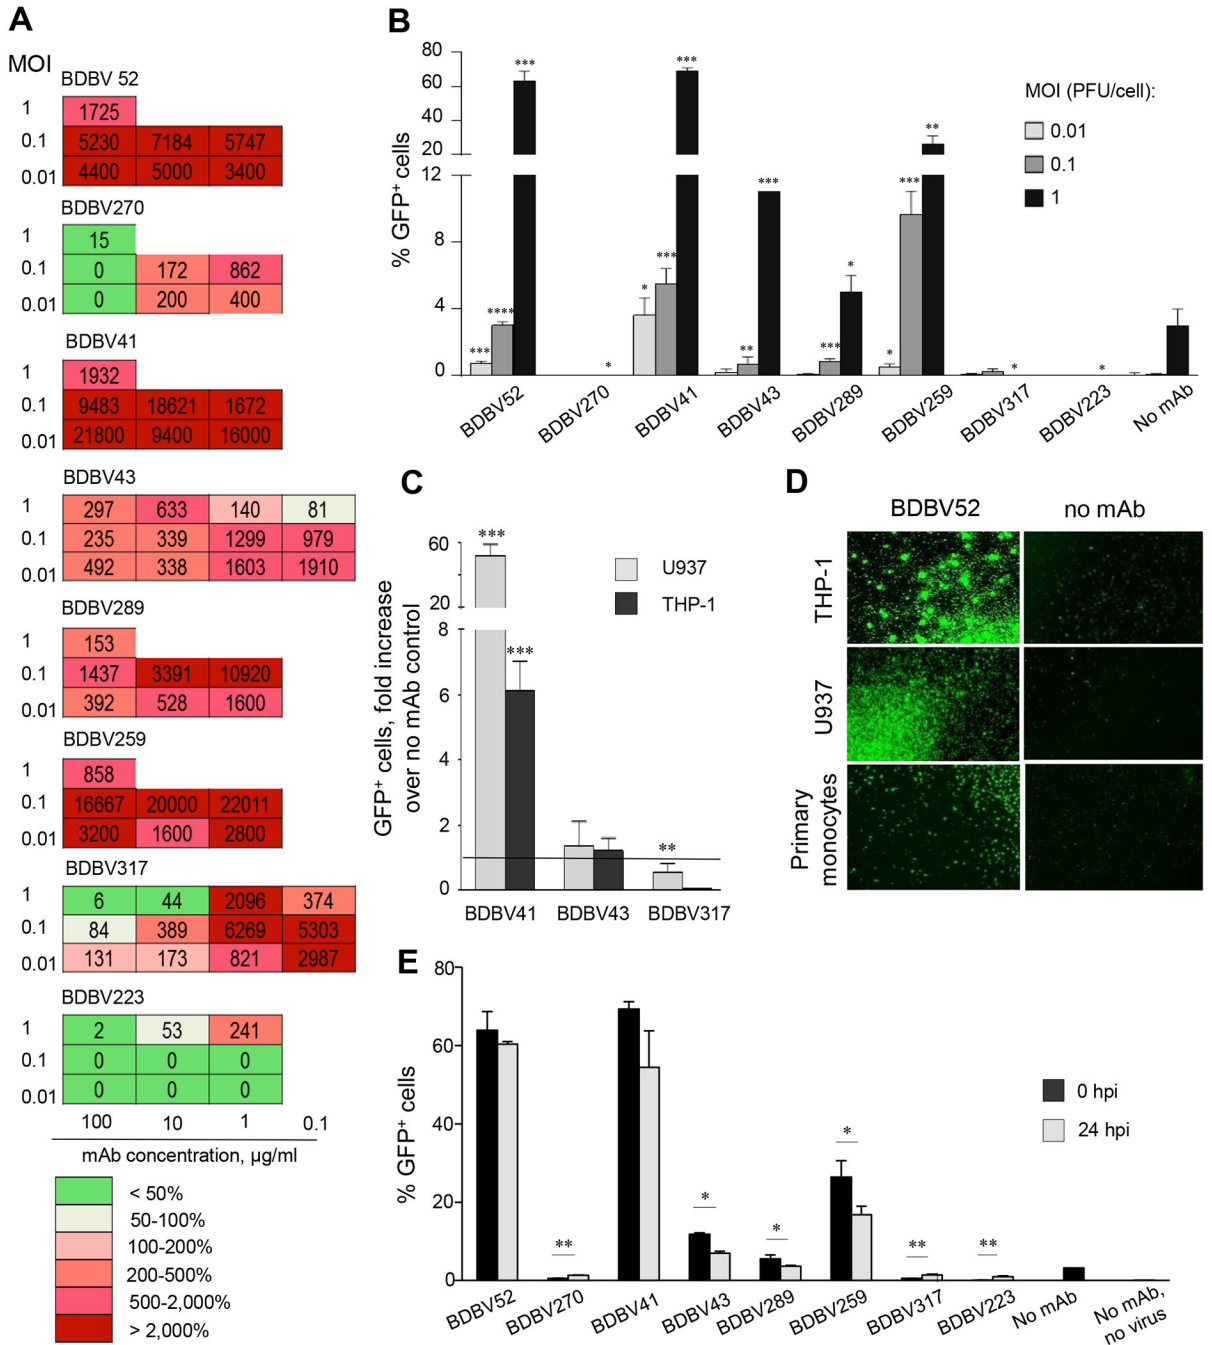 A
MOI
BDBV 52
1
1725
0.1
5230 7184 5747
0.01
4400 5000 3400
BDBV270
1
15
0.1
0 172 862
0.01
0 200 400
BDBV41
1
1932
0.1
9483 18621 1672
0.01
21800 9400 16000
BDBV43
1
297 633 140 81
0.1
235 339 1299 979
0.01
492 338 1603 1910
BDBV289
1
153
0.1
1437 3391 10920
0.01
392 528 1600
BDBV259
1
858
0.1
16667 20000 22011
0.01
3200 1600 2800
BDBV317
1
6 44 2096 374
0.1
84 389 6269 5303
0.01
131 173 821 2987
BDBV223
1
2 53 241
0.1
0 0 0
0.01
0 0 0
100 10 1 0.1
mAb concentration, µg/ml
< 50%
50-100%
100-200%
200-500%
500-2,000%
> 2,000%
B
% GFP+ cells
80
60
40
20
12
8
4
0
*** **** ***
*
* *** ***
** ***
*** *
* *** **
*
*
BDBV52
BDBV270
BDBV41
BDBV43
BDBV289
BDBV259
BDBV317
BDBV223
No mAb
MOI (PFU/cell):
0.01
0.1
1
C
GFP+ cells, fold increase
over no mAb control
60
20
8
6
4
2
0
***
***
**
U937
THP-1
BDBV41
BDBV43
BDBV317
D
BDBV52
no mAb
THP-1
U937
Primary
monocytes
E
% GFP+ cells
80
60
40
20
0
**
*
*
*
**
**
0 hpi
24 hpi
BDBV52
BDBV270
BDBV41
BDBV43
BDBV289
BDBV259
BDBV317
BDBV223
No mAb
No mAb,
no virus